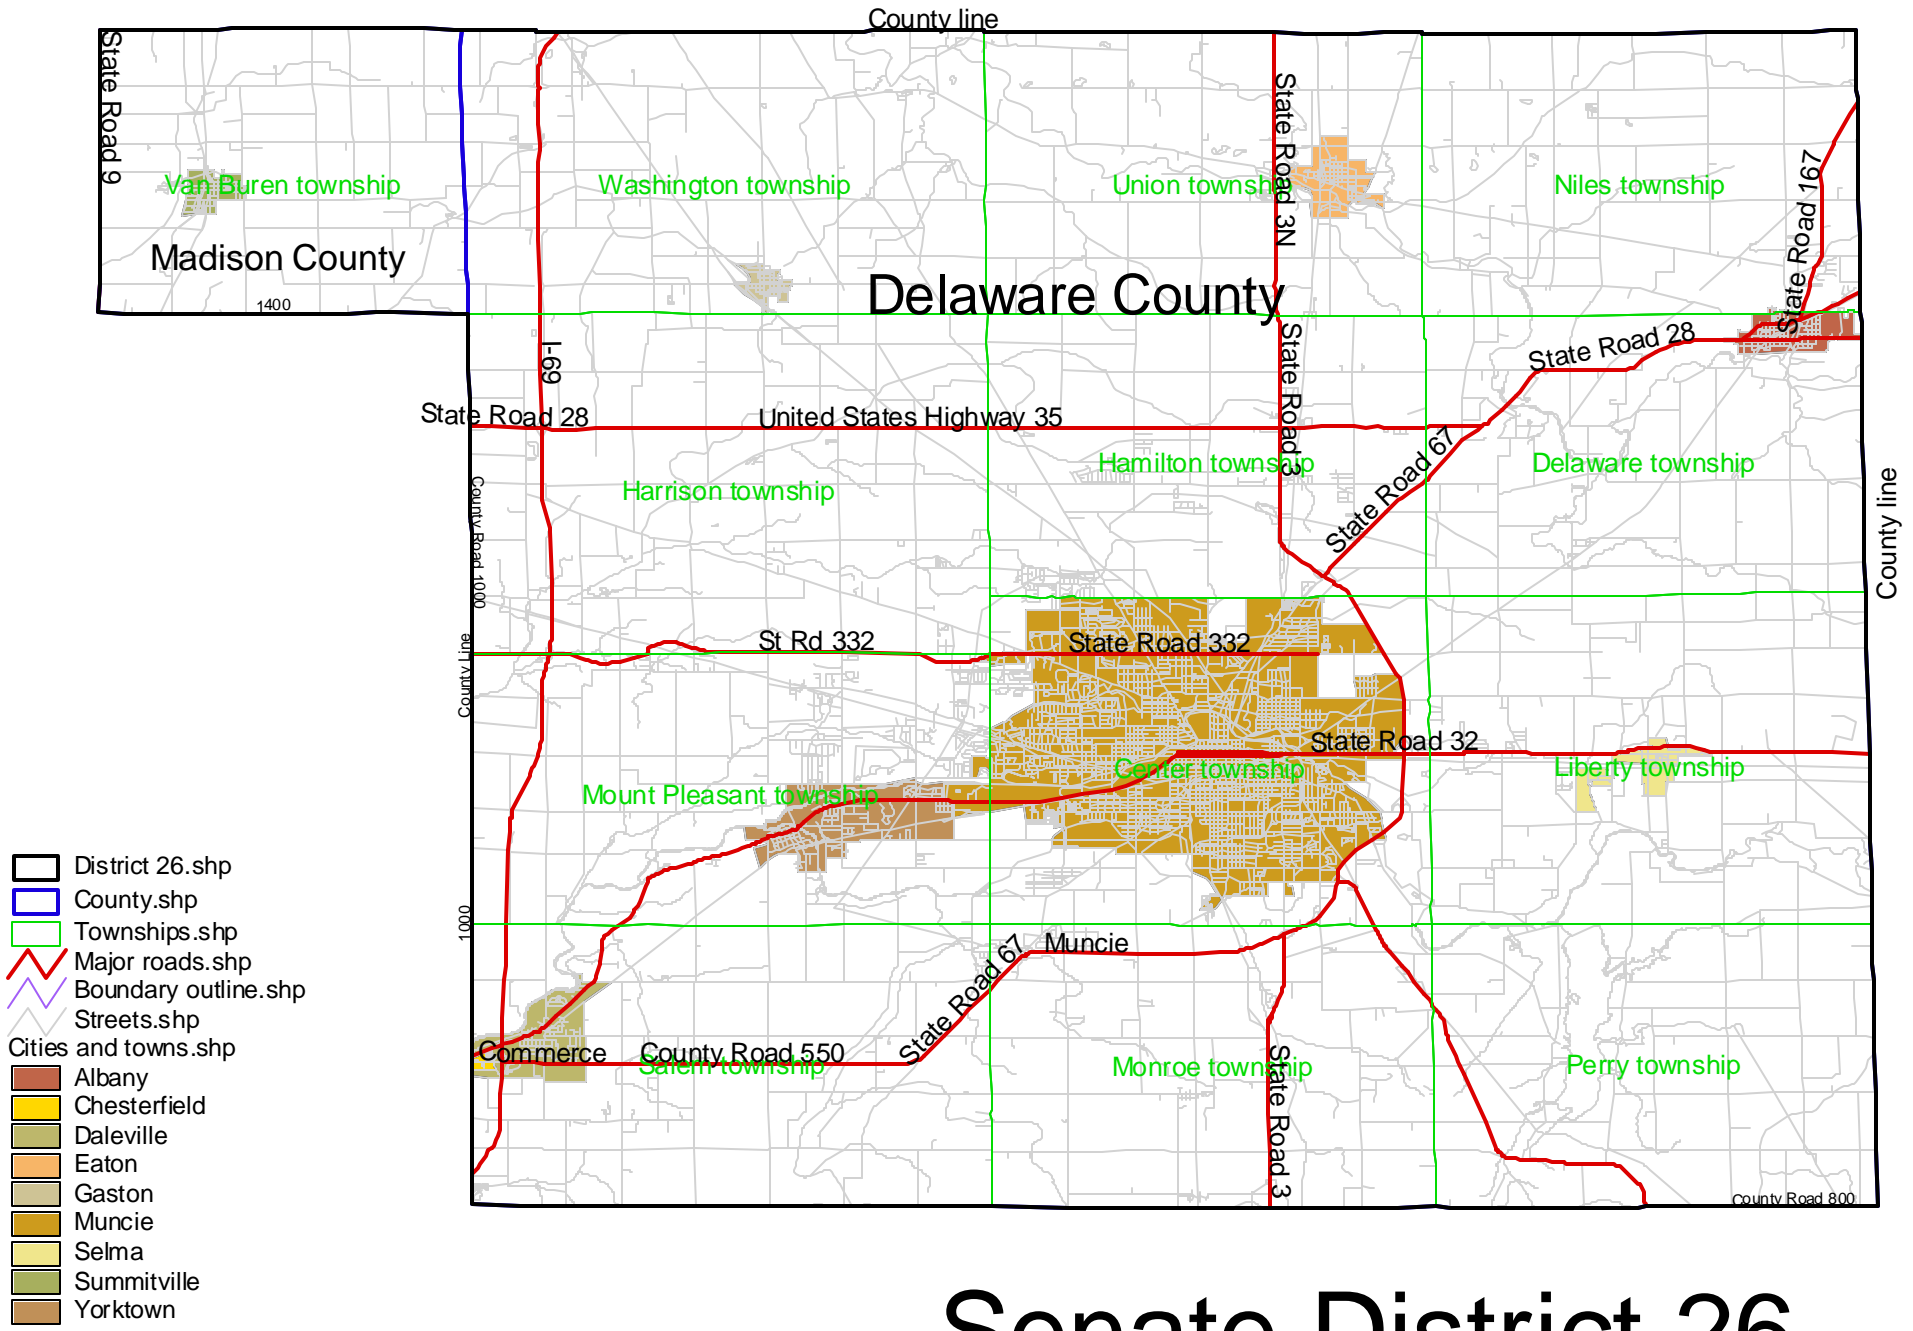 County line
State Road 9
State Road 3N
State Road 167
Van Buren township
Washington township
Union township
Niles township
Madison County
Delaware County
1400
State Road 28
I-69
State Road 3
State Road 28
United States Highway 35
State Road 67
Hamilton township
Delaware township
Harrison township
County Road 1000
County line
St Rd 332
State Road 332
County Line
State Road 32
Center township
Liberty township
Mount Pleasant township
1000
Muncie
State Road 67
Commerce
County Road 550
Salem township
Monroe township
State Road 3
Perry township
County Road 800
District 26.shp
County.shp
Townships.shp
Major roads.shp
Boundary outline.shp
Streets.shp
Cities and towns.shp
Albany
Chesterfield
Daleville
Eaton
Gaston
Muncie
Selma
Summitville
Yorktown
Senate District 26